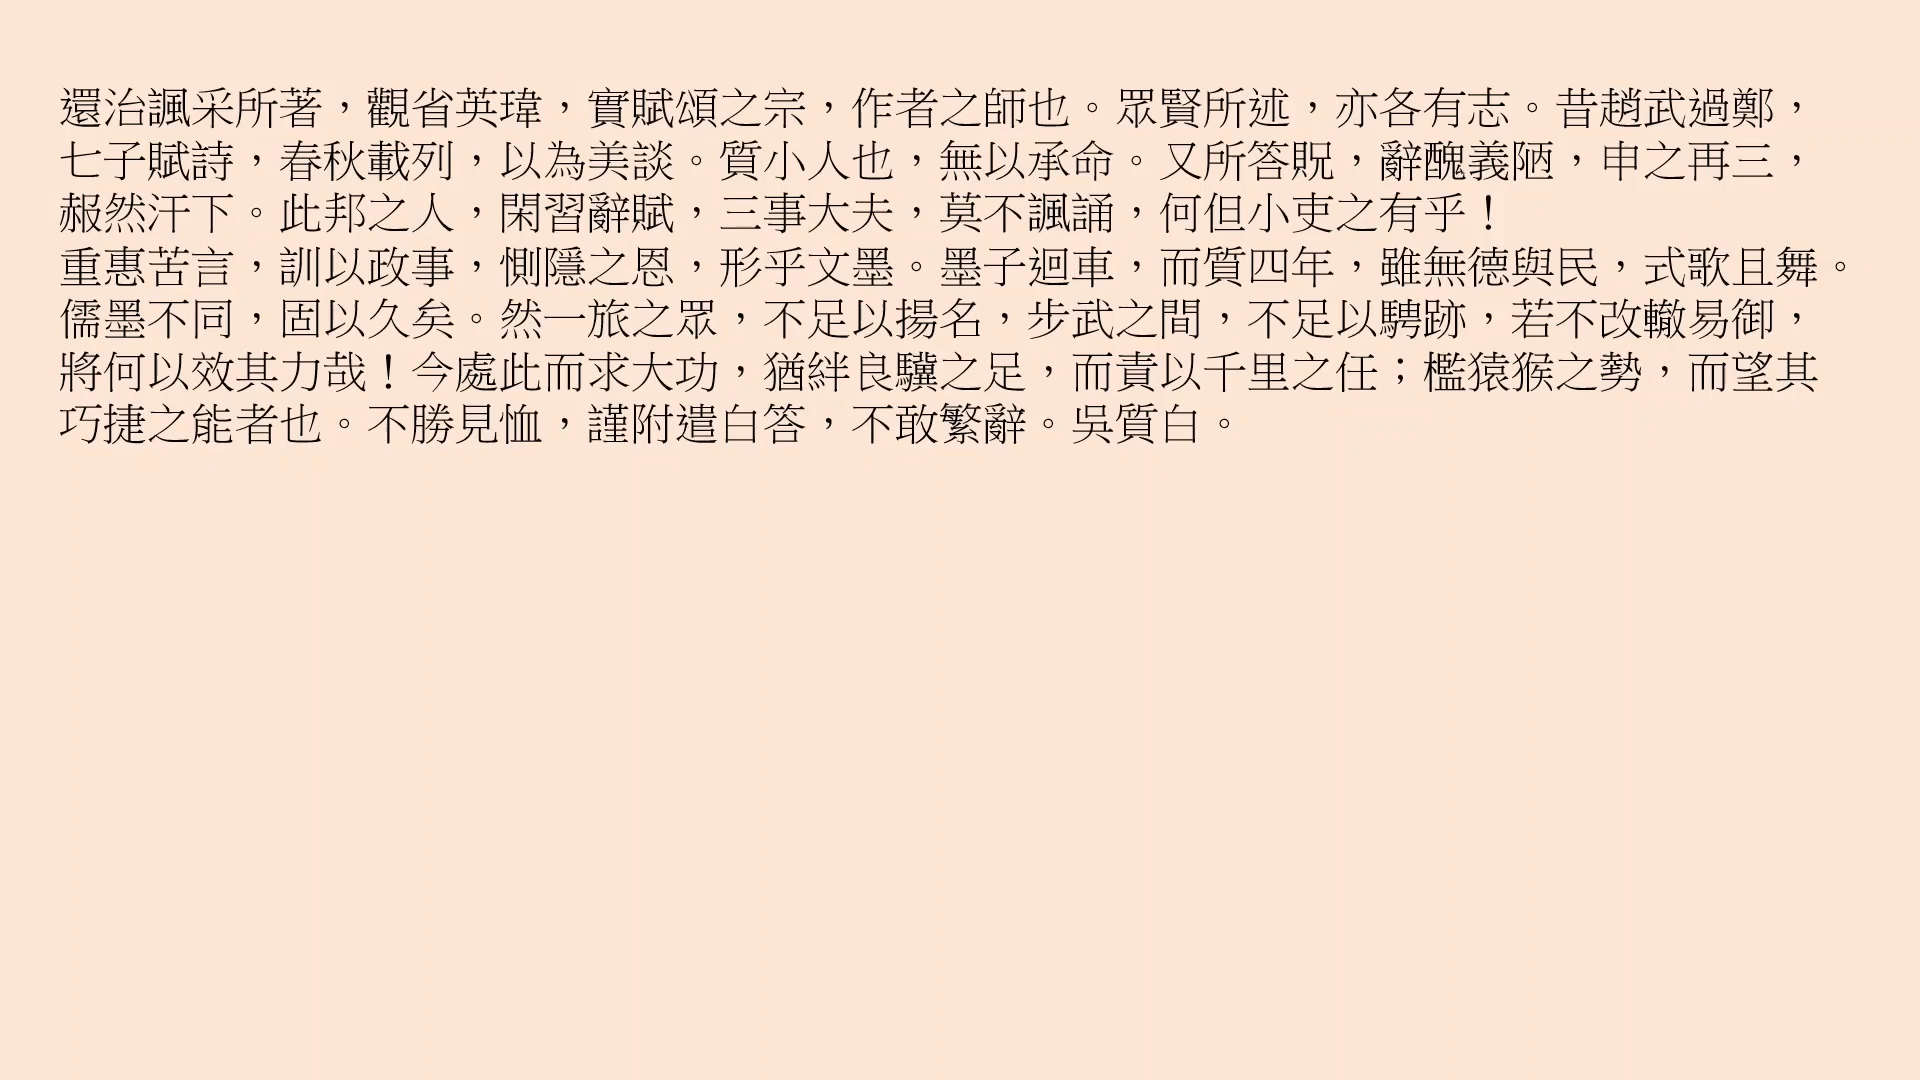 還治諷采所著，觀省英瑋，實賦頌之宗，作者之師也。眾賢所述，亦各有志。昔趙武過鄭，
七子賦詩，春秋載列，以為美談。質小人也，無以承命。又所答貺，辭醜義陋，申之再三，
赧然汗下。此邦之人，閑習辭賦，三事大夫，莫不諷誦，何但小吏之有乎！
重惠苦言，訓以政事，惻隱之恩，形乎文墨。墨子迴車，而質四年，雖無德與民，式歌且舞。
儒墨不同，固以久矣。然一旅之眾，不足以揚名，步武之間，不足以騁跡，若不改轍易御，
將何以效其力哉！今處此而求大功，猶絆良驥之足，而責以千里之任；檻猿猴之勢，而望其
巧捷之能者也。不勝見恤，謹附遣白答，不敢繁辭。吳質白。